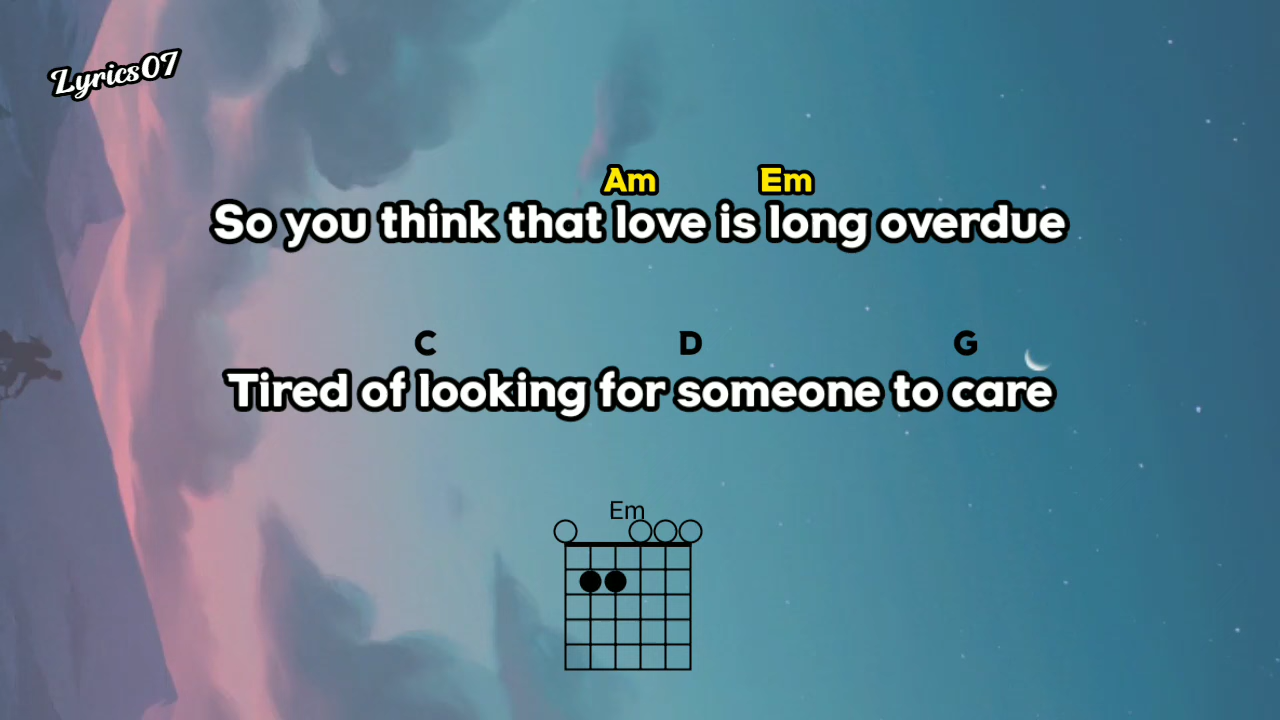 Lyrics07
Am Em
So you think that love is long overdue
C D G
Tired of looking for someone to care
Em